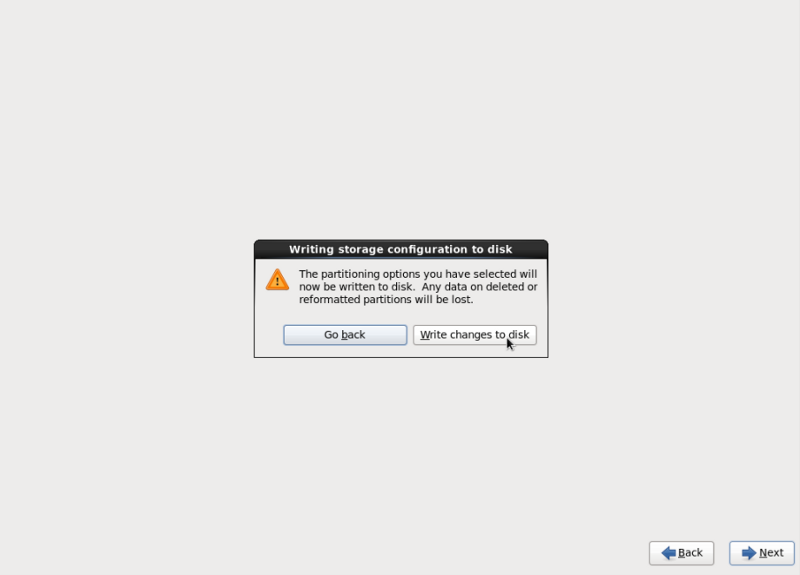 Writing storage configuration to disk
The partitioning options you have selected will
now be written to disk.  Any data on deleted or
reformatted partitions will be lost.
Go back
Write changes to disk
Back
Next